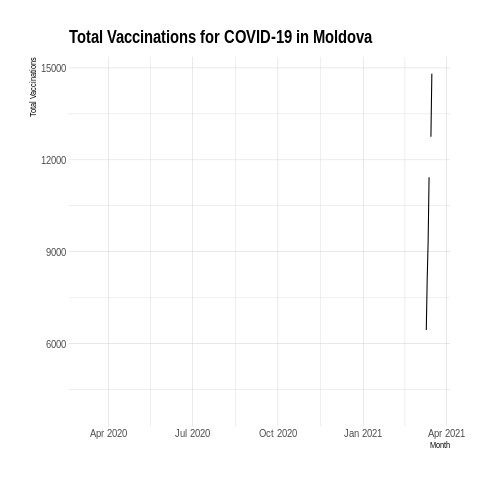 Total Vaccinations for COVID-19 in Moldova
Total Vaccinations
15000
12000
9000
6000
Apr 2020 Jul 2020 Oct 2020 Jan 2021 Apr 2021
Month